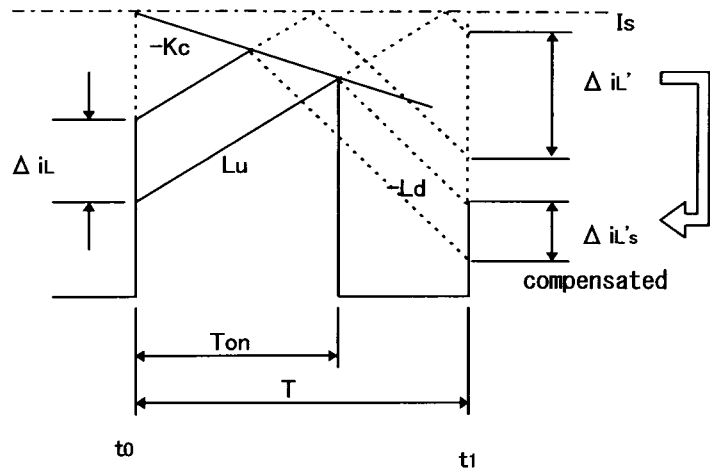 Is
-Kc
Δ iL'
Δ iL
Lu
-Ld
Δ iL's
compensated
Ton
T
t0
t1